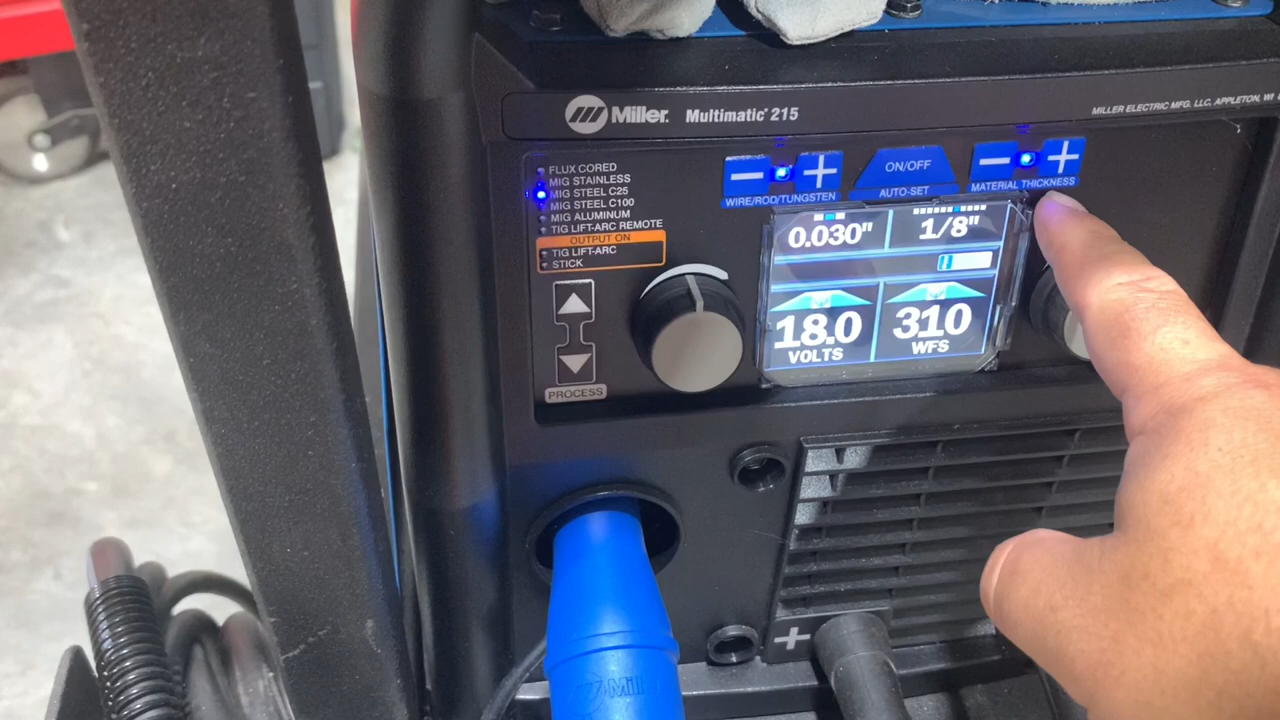 Miller. Multimatic® 215
MILLER ELECTRIC MFG. LLC, APPLETON, WI
FLUX CORED
MIG STAINLESS
MIG STEEL C25
MIG STEEL C100
MIG ALUMINUM
TIG LIFT-ARC REMOTE
OUTPUT ON
TIG LIFT-ARC
STICK
PROCESS
− +
WIRE/ROD/TUNGSTEN
ON/OFF
AUTO-SET
− +
MATERIAL THICKNESS
0.030" 1/8"
18.0 310
VOLTS WFS
+
Mill